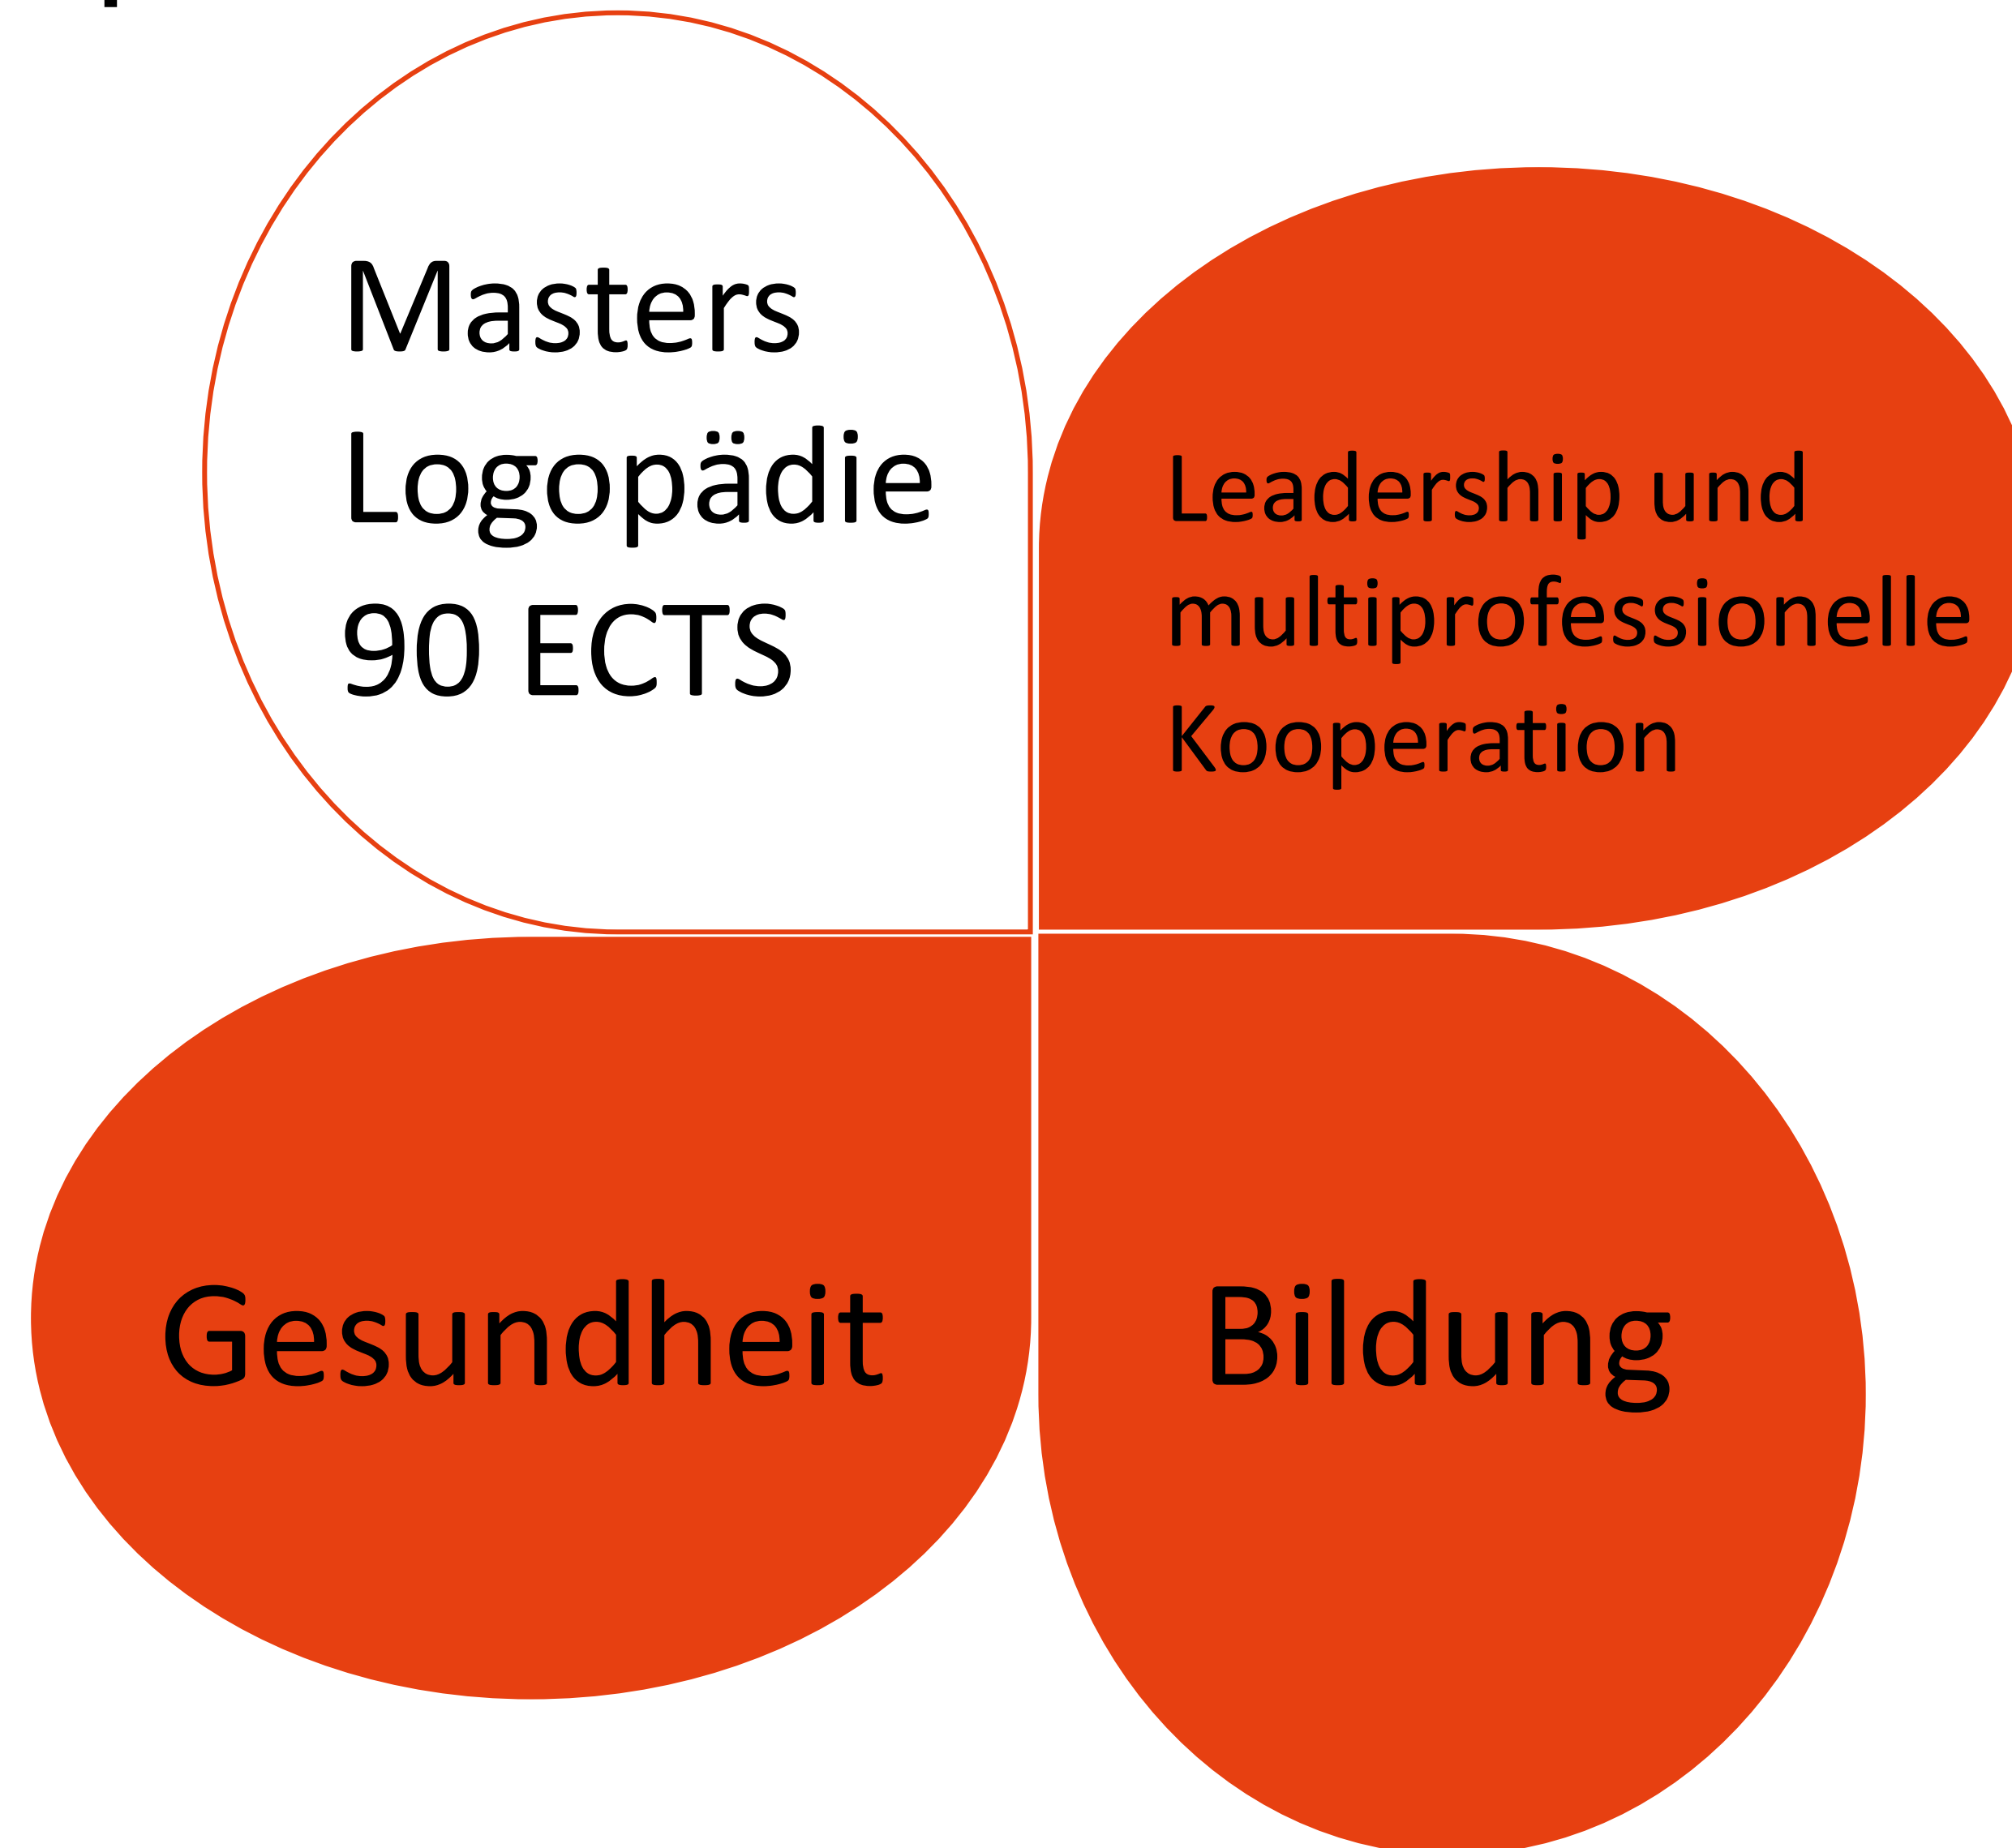 Masters
Logopädie
90 ECTS
Leadership und
multiprofessionelle
Kooperation
Gesundheit
Bildung